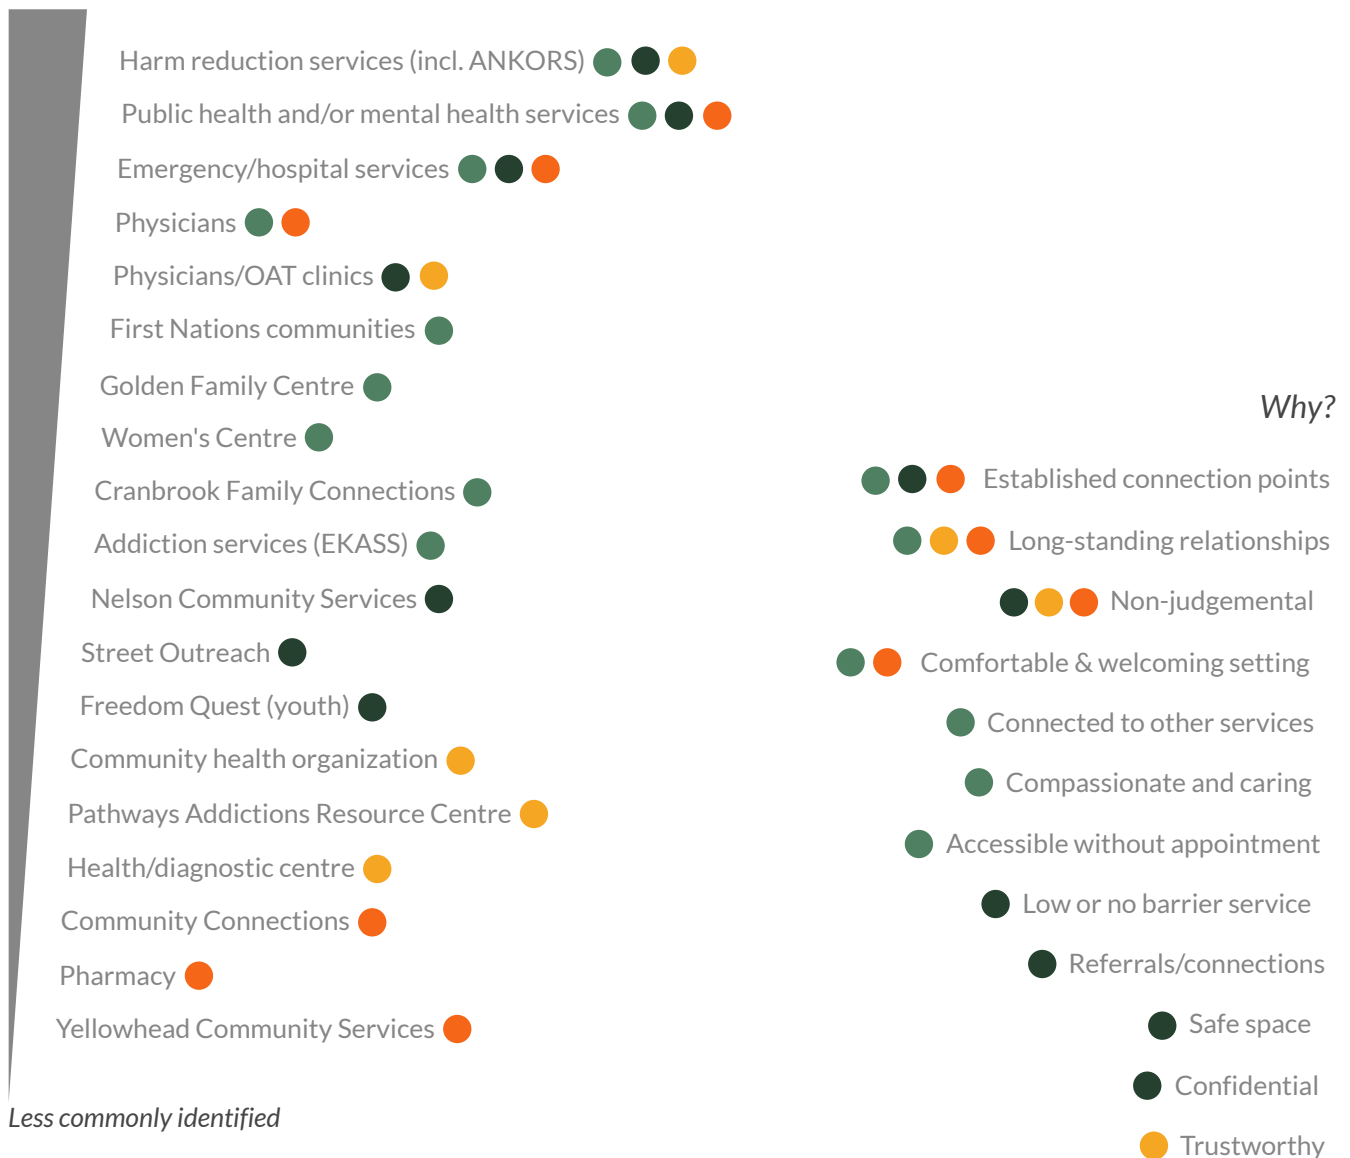 Harm reduction services (incl. ANKORS)
Public health and/or mental health services
Emergency/hospital services
Physicians
Physicians/OAT clinics
First Nations communities
Golden Family Centre
Women's Centre
Cranbrook Family Connections
Addiction services (EKASS)
Nelson Community Services
Street Outreach
Freedom Quest (youth)
Community health organization
Pathways Addictions Resource Centre
Health/diagnostic centre
Community Connections
Pharmacy
Yellowhead Community Services
Less commonly identified
Why?
Established connection points
Long-standing relationships
Non-judgemental
Comfortable & welcoming setting
Connected to other services
Compassionate and caring
Accessible without appointment
Low or no barrier service
Referrals/connections
Safe space
Confidential
Trustworthy